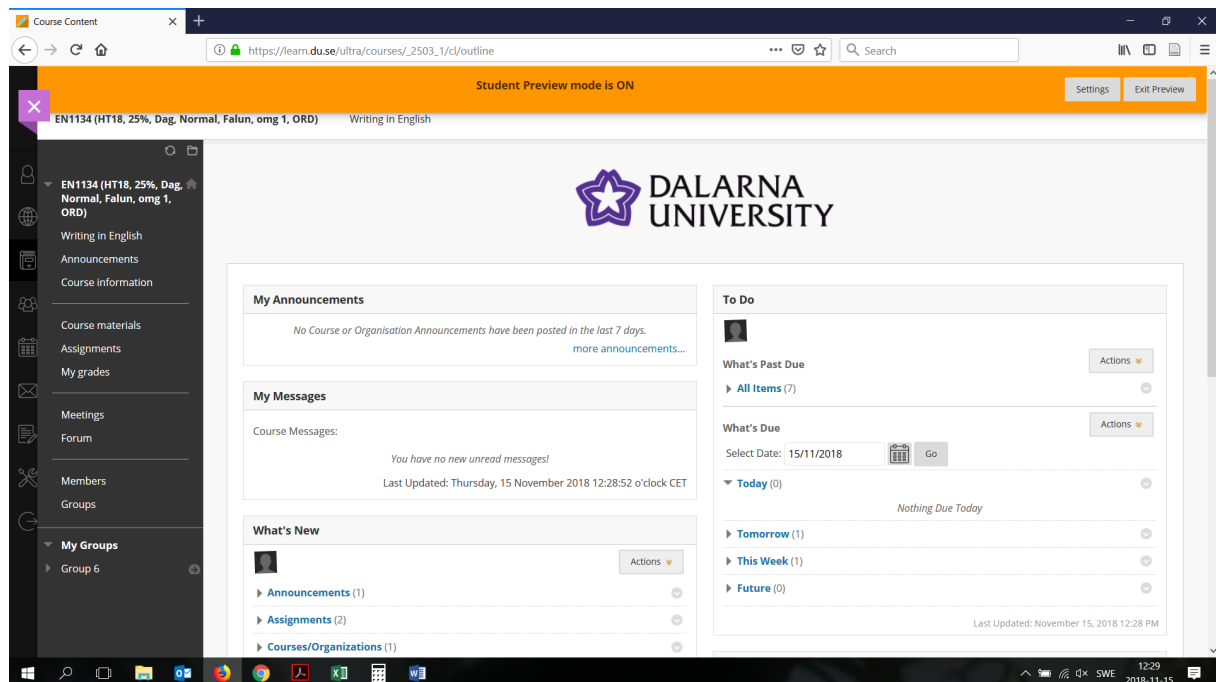 Course Content
https://learn.du.se/ultra/courses/_2503_1/cl/outline
Search
Student Preview mode is ON
Settings
Exit Preview
EN1134 (HT18, 25%, Dag, Normal, Falun, omg 1, ORD)
Writing in English
EN1134 (HT18, 25%, Dag,
Normal, Falun, omg 1,
ORD)
Writing in English
Announcements
Course information
Course materials
Assignments
My grades
Meetings
Forum
Members
Groups
My Groups
Group 6
DALARNA
UNIVERSITY
My Announcements
No Course or Organisation Announcements have been posted in the last 7 days.
more announcements...
My Messages
Course Messages:
You have no new unread messages!
Last Updated: Thursday, 15 November 2018 12:28:52 o'clock CET
What's New
Actions
Announcements (1)
Assignments (2)
Courses/Organizations (1)
To Do
What's Past Due
Actions
All Items (7)
What's Due
Actions
Select Date: 15/11/2018 Go
Today (0)
Nothing Due Today
Tomorrow (1)
This Week (1)
Future (0)
Last Updated: November 15, 2018 12:28 PM
SWE
12:29
2018-11-15